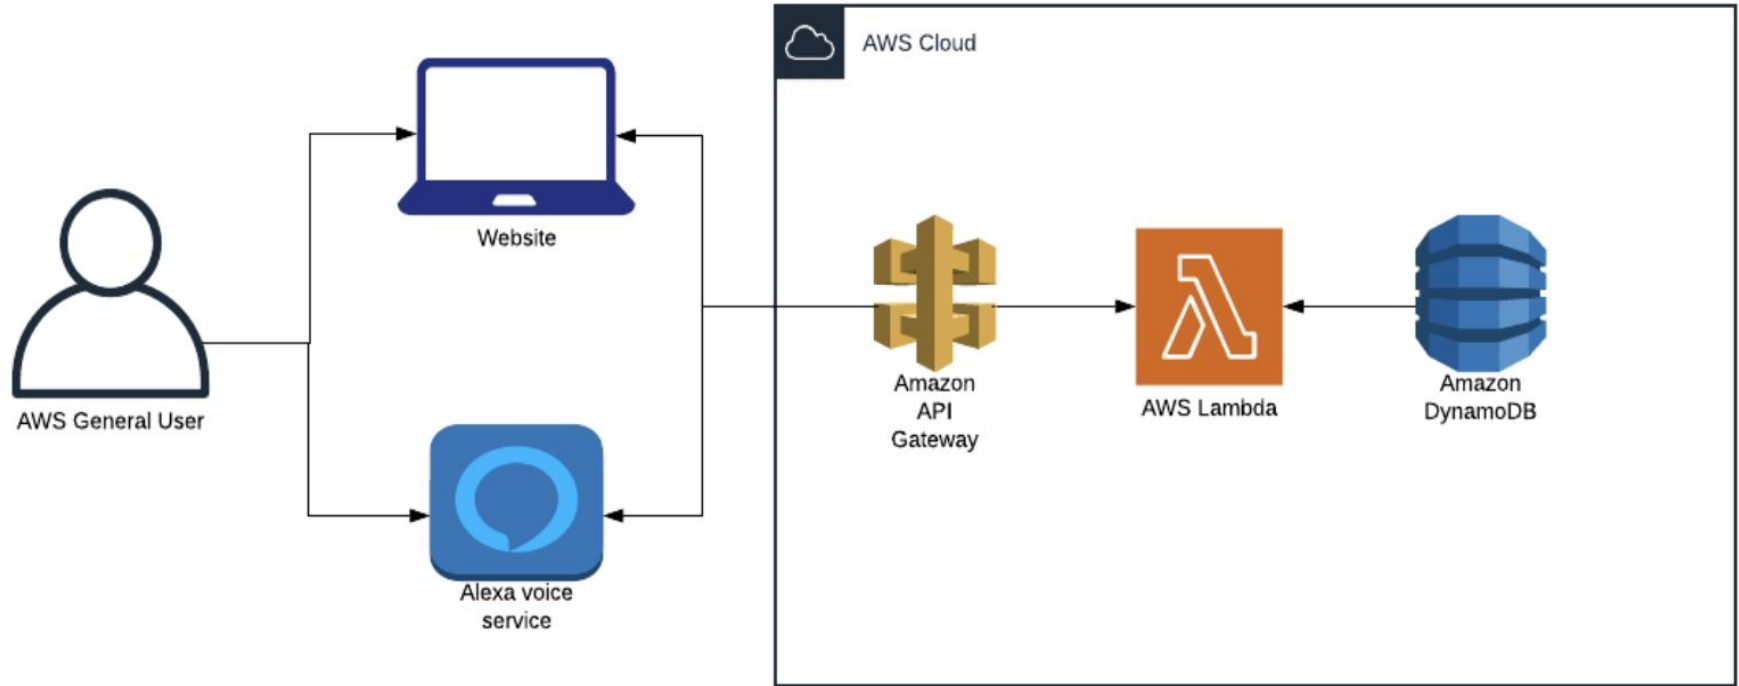 AWS Cloud
Website
AWS General User
Amazon
API
Gateway
AWS Lambda
Amazon
DynamoDB
Alexa voice
service